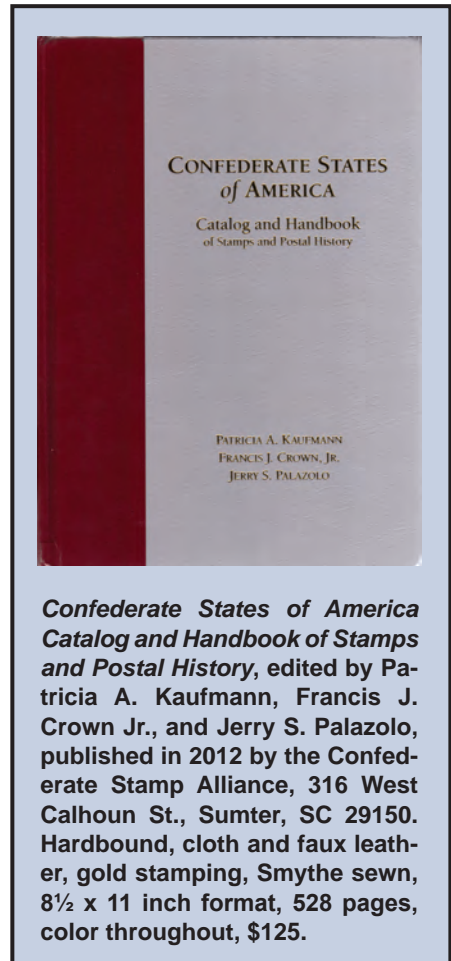 CONFEDERATE STATES
of AMERICA
Catalog and Handbook
of Stamps and Postal History
PATRICIA A. KAUFMANN
FRANCIS J. CROWN, JR.
JERRY S. PALAZOLO
Confederate States of America
Catalog and Handbook of Stamps
and Postal History, edited by Pa-
tricia A. Kaufmann, Francis J.
Crown Jr., and Jerry S. Palazolo,
published in 2012 by the Confed-
erate Stamp Alliance, 316 West
Calhoun St., Sumter, SC 29150.
Hardbound, cloth and faux leath-
er, gold stamping, Smythe sewn,
8½ x 11 inch format, 528 pages,
color throughout, $125.